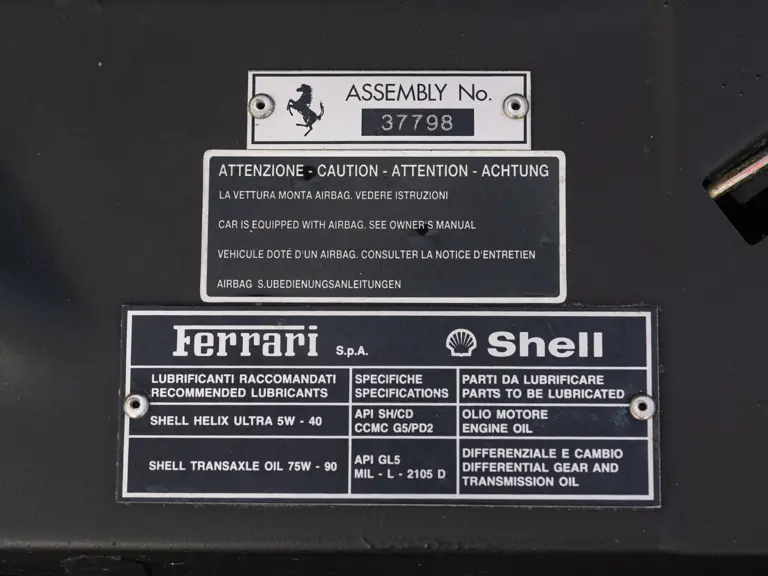 ASSEMBLY No.
37798
ATTENZIONE - CAUTION - ATTENTION - ACHTUNG
LA VETTURA MONTA AIRBAG. VEDERE ISTRUZIONI
CAR IS EQUIPPED WITH AIRBAG. SEE OWNER'S MANUAL
VEHICULE DOTÉ D'UN AIRBAG. CONSULTER LA NOTICE D'ENTRETIEN
AIRBAG S.UBEDIENUNGSANLEITUNGEN
Ferrari S.p.A.
Shell
LUBRIFICANTI RACCOMANDATI
RECOMMENDED LUBRICANTS
SPECIFICHE
SPECIFICATIONS
PARTI DA LUBRIFICARE
PARTS TO BE LUBRICATED
SHELL HELIX ULTRA 5W - 40
API SH/CD
CCMC G5/PD2
OLIO MOTORE
ENGINE OIL
SHELL TRANSAXLE OIL 75W - 90
API GL5
MIL - L - 2105 D
DIFFERENZIALE E CAMBIO
DIFFERENTIAL GEAR AND
TRANSMISSION OIL